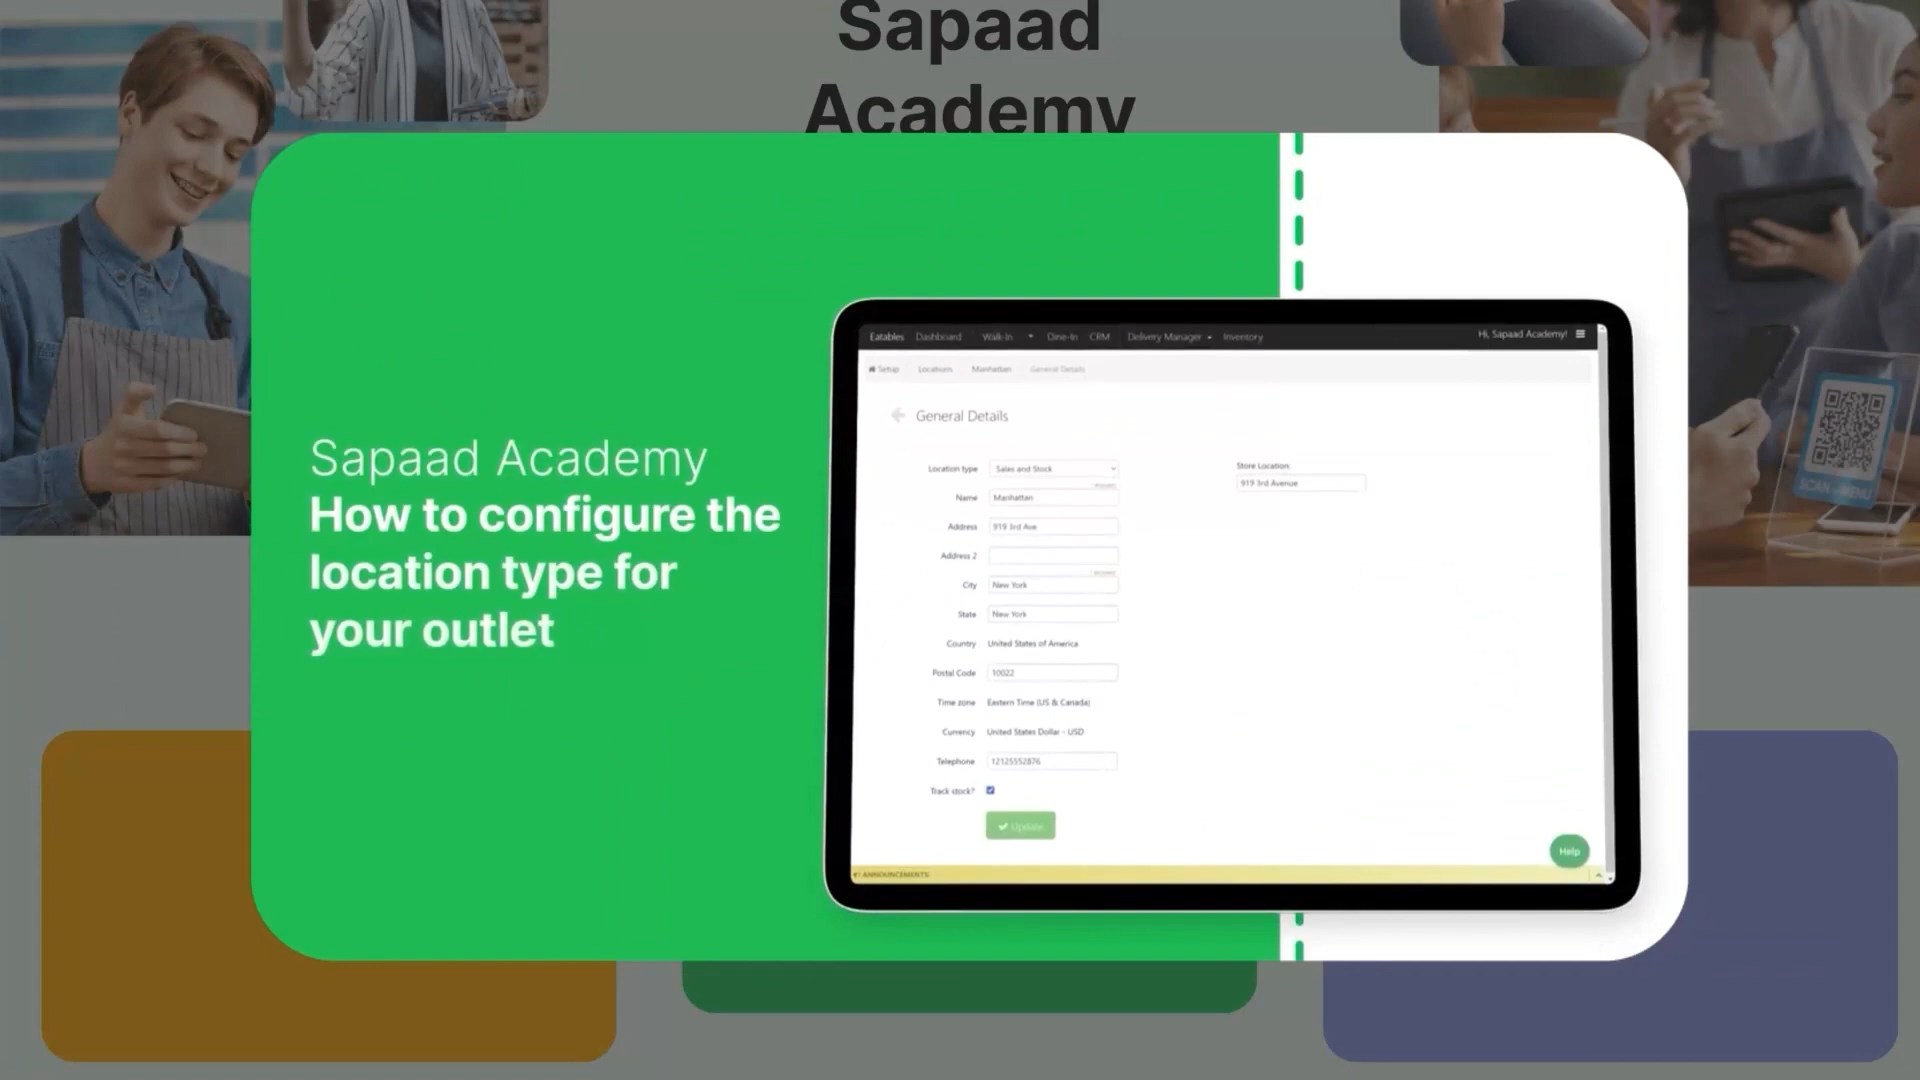 Sapaad
Academy
Sapaad Academy
How to configure the
location type for
your outlet
Eatables Dashboard Walk-In Dine-In CRM Delivery Manager Inventory
Hi, Sapaad Academy!
Setup Locations Manhattan General Details
General Details
Location type Sales and Stock
Name Manhattan
Address 919 3rd Ave
Address 2
City New York
State New York
Country United States of America
Postal Code 10022
Time zone Eastern Time (US & Canada)
Currency United States Dollar - USD
Telephone 12125552876
Track stock?
Update
Store Location:
919 3rd Avenue
Help
ANNOUNCEMENTS